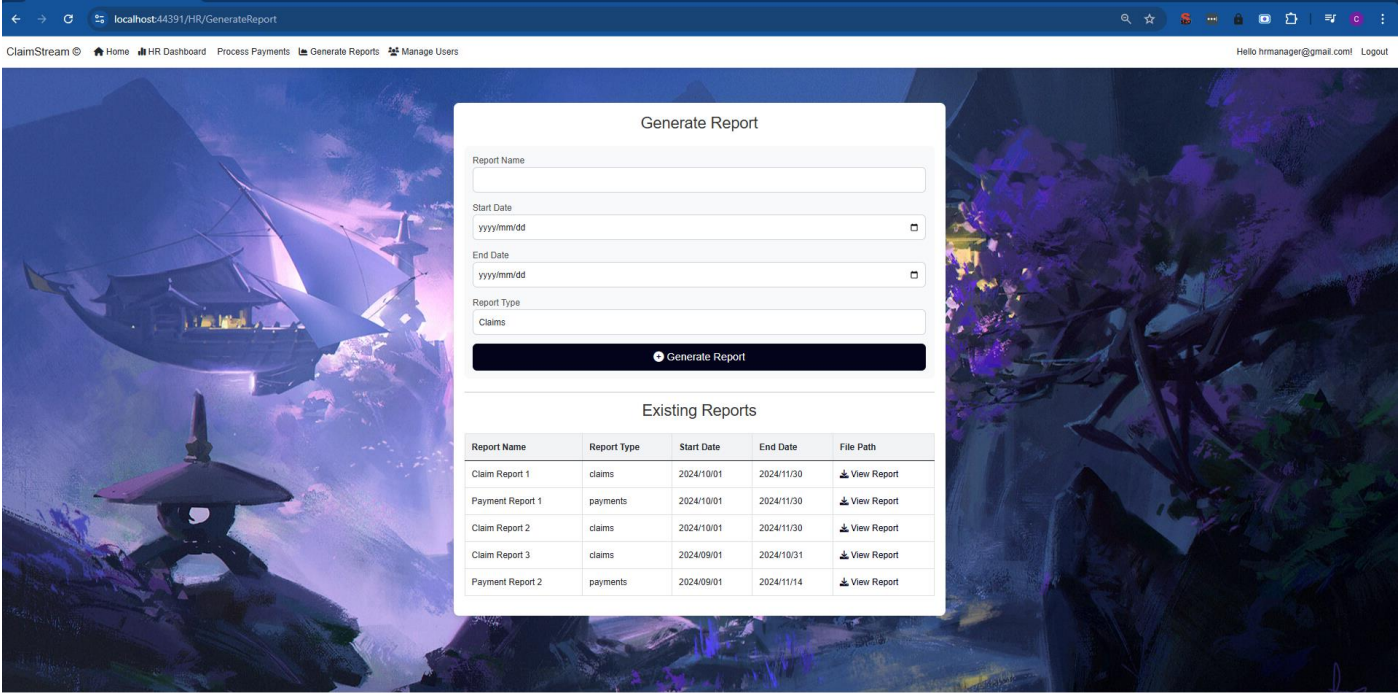 localhost:44391/HR/GenerateReport
C
ClaimStream © Home HR Dashboard Process Payments Generate Reports Manage Users Hello hrmanager@gmail.com! Logout
Generate Report
Report Name
Start Date
yyyy/mm/dd
End Date
yyyy/mm/dd
Report Type
Claims
Generate Report
Existing Reports
Report Name Report Type Start Date End Date File Path
Claim Report 1 claims 2024/10/01 2024/11/30 View Report
Payment Report 1 payments 2024/10/01 2024/11/30 View Report
Claim Report 2 claims 2024/10/01 2024/11/30 View Report
Claim Report 3 claims 2024/09/01 2024/10/31 View Report
Payment Report 2 payments 2024/09/01 2024/11/14 View Report